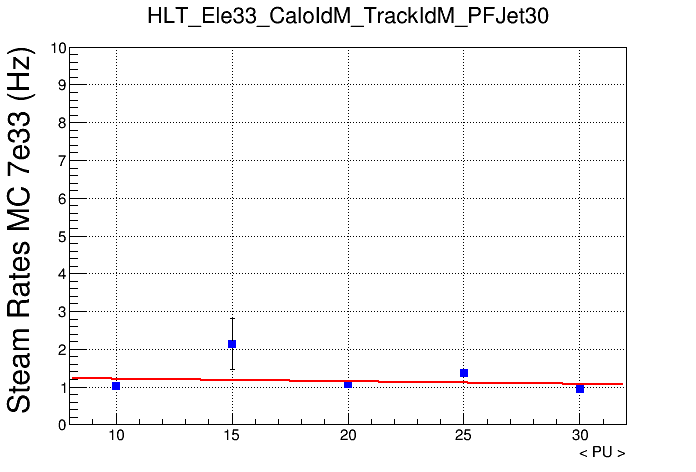 HLT_Ele33_CaloIdM_TrackIdM_PFJet30
Steam Rates MC 7e33 (Hz)
10
9
8
7
6
5
4
3
2
1
0
10 15 20 25 30
< PU >